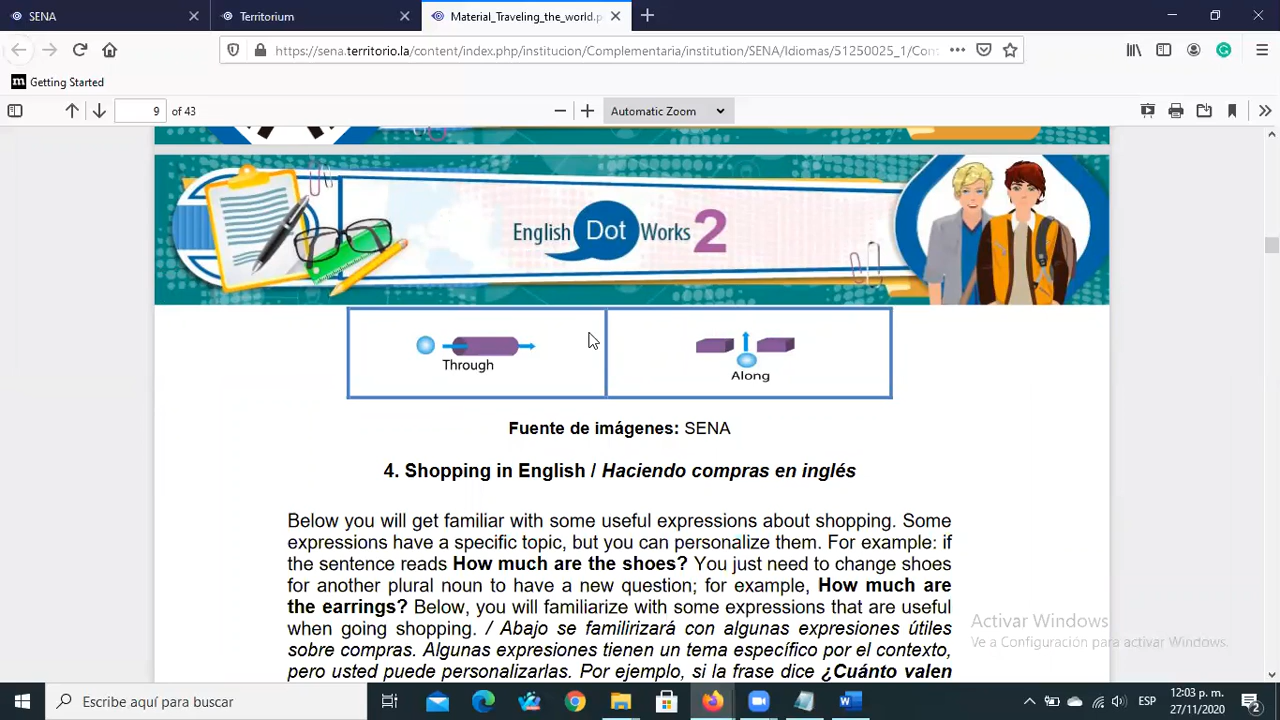 SENA
Territorium
Material_Traveling_the_world.p
https://sena.territorio.la/content/index.php/institucion/Complementaria/institution/SENA/Idiomas/51250025_1/Con
m Getting Started
9 of 43
Automatic Zoom
English Dot Works 2
Through
Along
Fuente de imágenes: SENA
4. Shopping in English / Haciendo compras en inglés
Below you will get familiar with some useful expressions about shopping. Some
expressions have a specific topic, but you can personalize them. For example: if
the sentence reads How much are the shoes? You just need to change shoes
for another plural noun to have a new question; for example, How much are
the earrings? Below, you will familiarize with some expressions that are useful
when going shopping. / Abajo se familirizará con algunas expresiones útiles
sobre compras. Algunas expresiones tienen un tema específico por el contexto,
pero usted puede personalizarlas. Por ejemplo, si la frase dice ¿Cuánto valen
Activar Windows
Ve a Configuración para activar Windows.
Escribe aquí para buscar
ESP
12:03 p. m.
27/11/2020
2